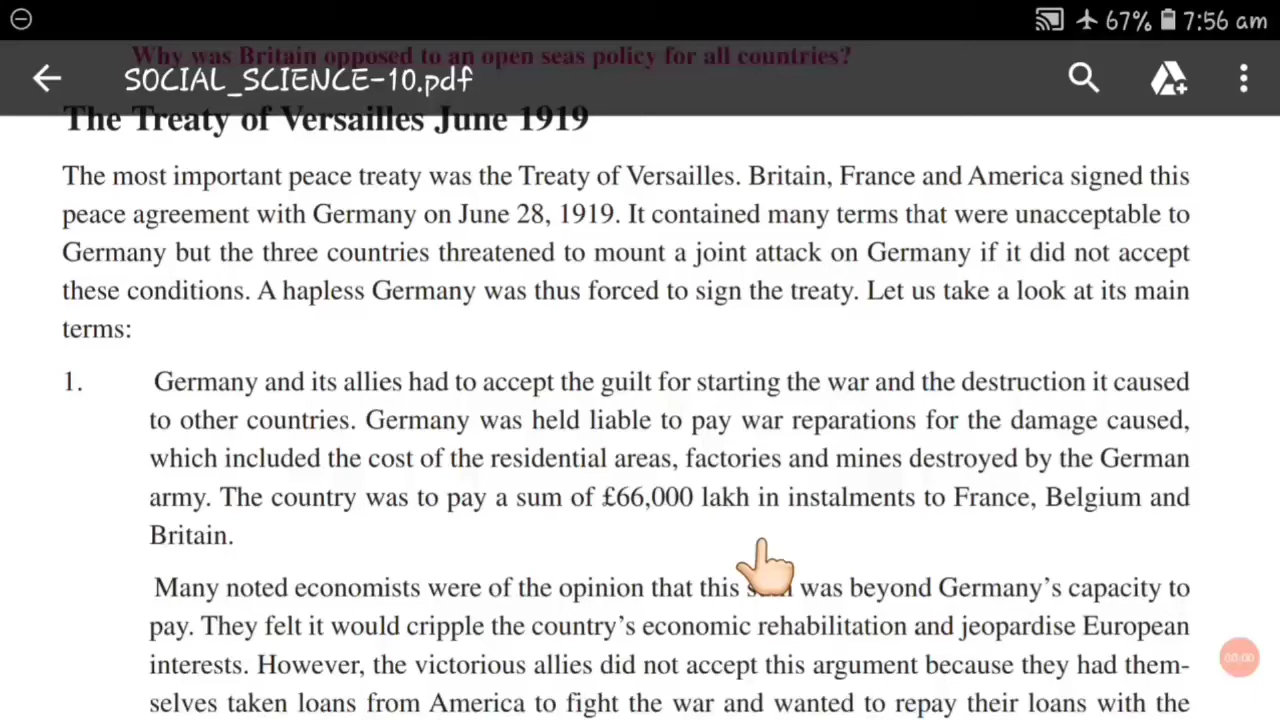 67% 7:56 am
Why was Britain opposed to an open seas policy for all countries?
SOCIAL_SCIENCE-10.pdf
The Treaty of Versailles June 1919
The most important peace treaty was the Treaty of Versailles. Britain, France and America signed this
peace agreement with Germany on June 28, 1919. It contained many terms that were unacceptable to
Germany but the three countries threatened to mount a joint attack on Germany if it did not accept
these conditions. A hapless Germany was thus forced to sign the treaty. Let us take a look at its main
terms:
1. Germany and its allies had to accept the guilt for starting the war and the destruction it caused
to other countries. Germany was held liable to pay war reparations for the damage caused,
which included the cost of the residential areas, factories and mines destroyed by the German
army. The country was to pay a sum of £66,000 lakh in instalments to France, Belgium and
Britain.
Many noted economists were of the opinion that this sum was beyond Germany's capacity to
pay. They felt it would cripple the country's economic rehabilitation and jeopardise European
interests. However, the victorious allies did not accept this argument because they had them-
selves taken loans from America to fight the war and wanted to repay their loans with the
00:00